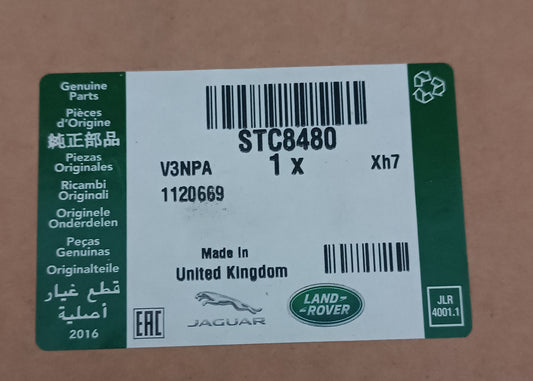 Genuine
Parts
Pièces
d'Origine
純正部品
Piezas
Originales
Ricambi
Originali
Originele
Onderdelen
Peças
Genuinas
Originalteile
قطع غيار
أصلية
2016
STC8480
V3NPA
1 x
Xh7
1120669
Made in
United Kingdom
EAC
JAGUAR
LAND-
-ROVER
JLR
4001.1